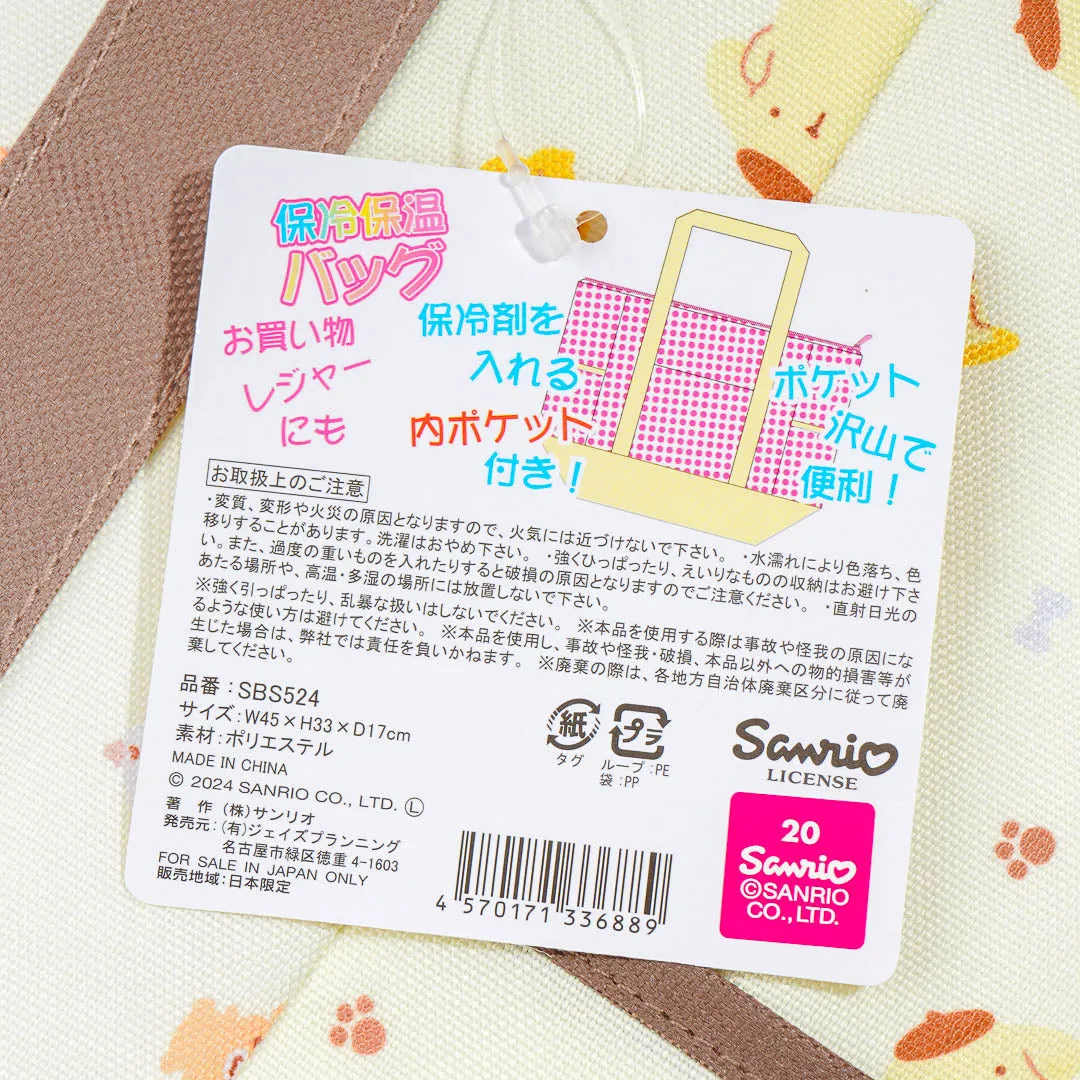 保冷保温
バッグ
お買い物
レジャー
にも
保冷剤を
入れる
内ポケット
付き!
ポケット
沢山で
便利!
お取扱上のご注意
・変質、変形や火災の原因となりますので、火気には近づけないで下さい。 ・水濡れにより色落ち、色
移りすることがあります。洗濯はおやめ下さい。 ・強くひっぱったり、えいりなものの収納はお避け下さ
い。また、過度の重いものを入れたりすると破損の原因となりますのでご注意ください。 ・直射日光の
あたる場所や、高温・多湿の場所には放置しないで下さい。
※強く引っぱったり、乱暴な扱いはしないでください。 ※本品を使用する際は事故や怪我の原因にな
るような使い方は避けてください。 ※本品を使用し、事故や怪我・破損、本品以外への物的損害等が
生じた場合は、弊社では責任を負いかねます。 ※廃棄の際は、各地方自治体廃棄区分に従って廃
棄してください。
品番:SBS524
サイズ:W45×H33×D17cm
素材:ポリエステル
MADE IN CHINA
© 2024 SANRIO CO., LTD. Ⓛ
著 作 (株)サンリオ
発売元:(有)ジェイズプランニング
名古屋市緑区徳重 4-1603
FOR SALE IN JAPAN ONLY
販売地域:日本限定
紙
タグ
プラ
ループ:PE
袋:PP
Sanrio
LICENSE
20
Sanrio
©SANRIO
CO., LTD.
4 570171 336889